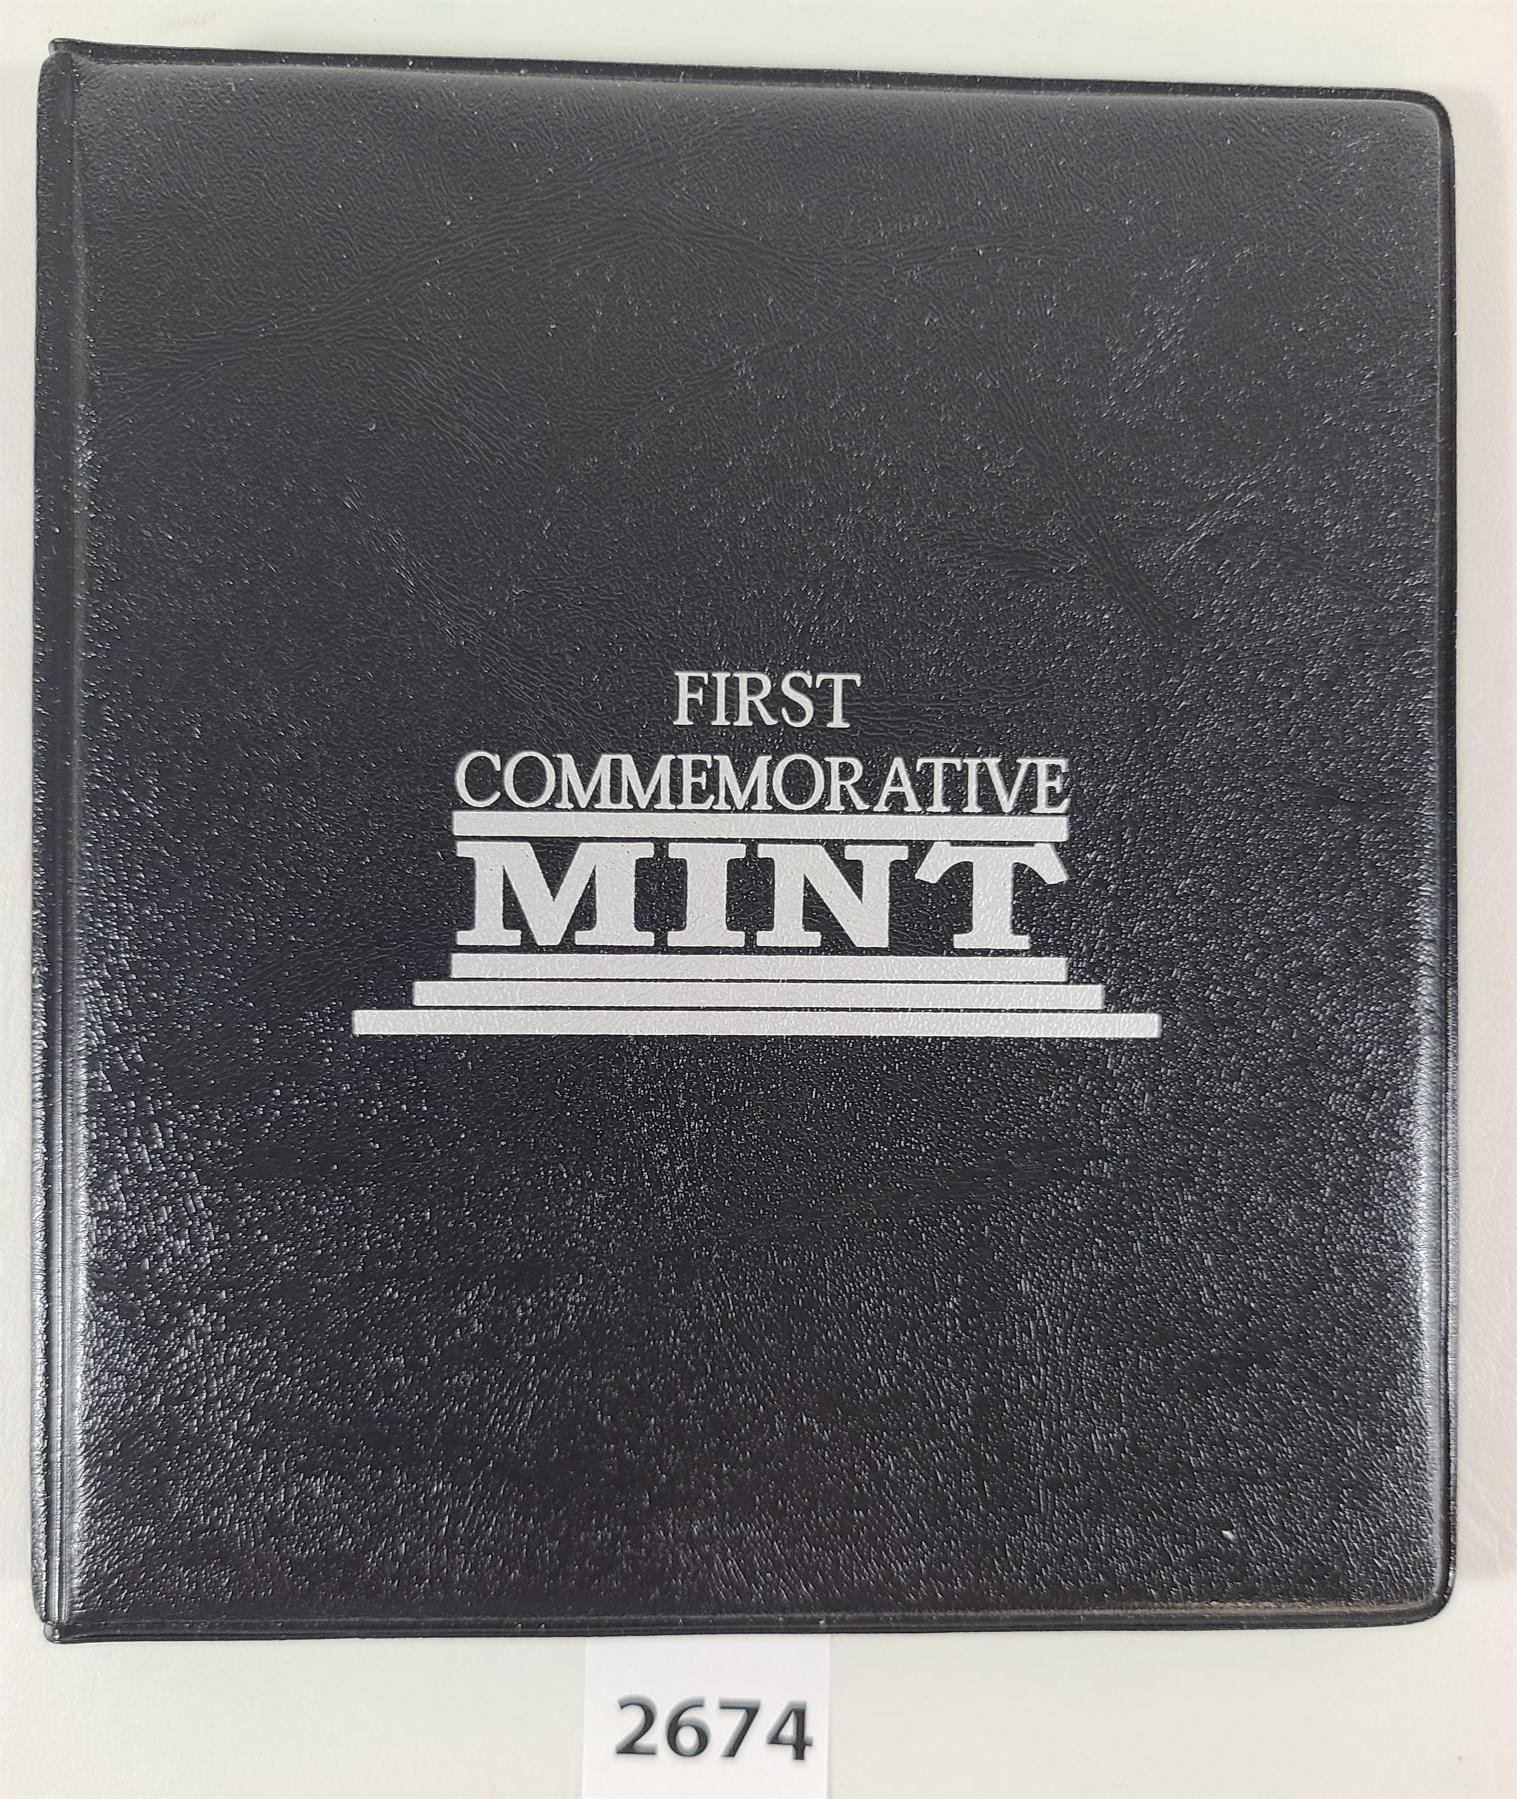 FIRST
COMMEMORATIVE
MINT
2674